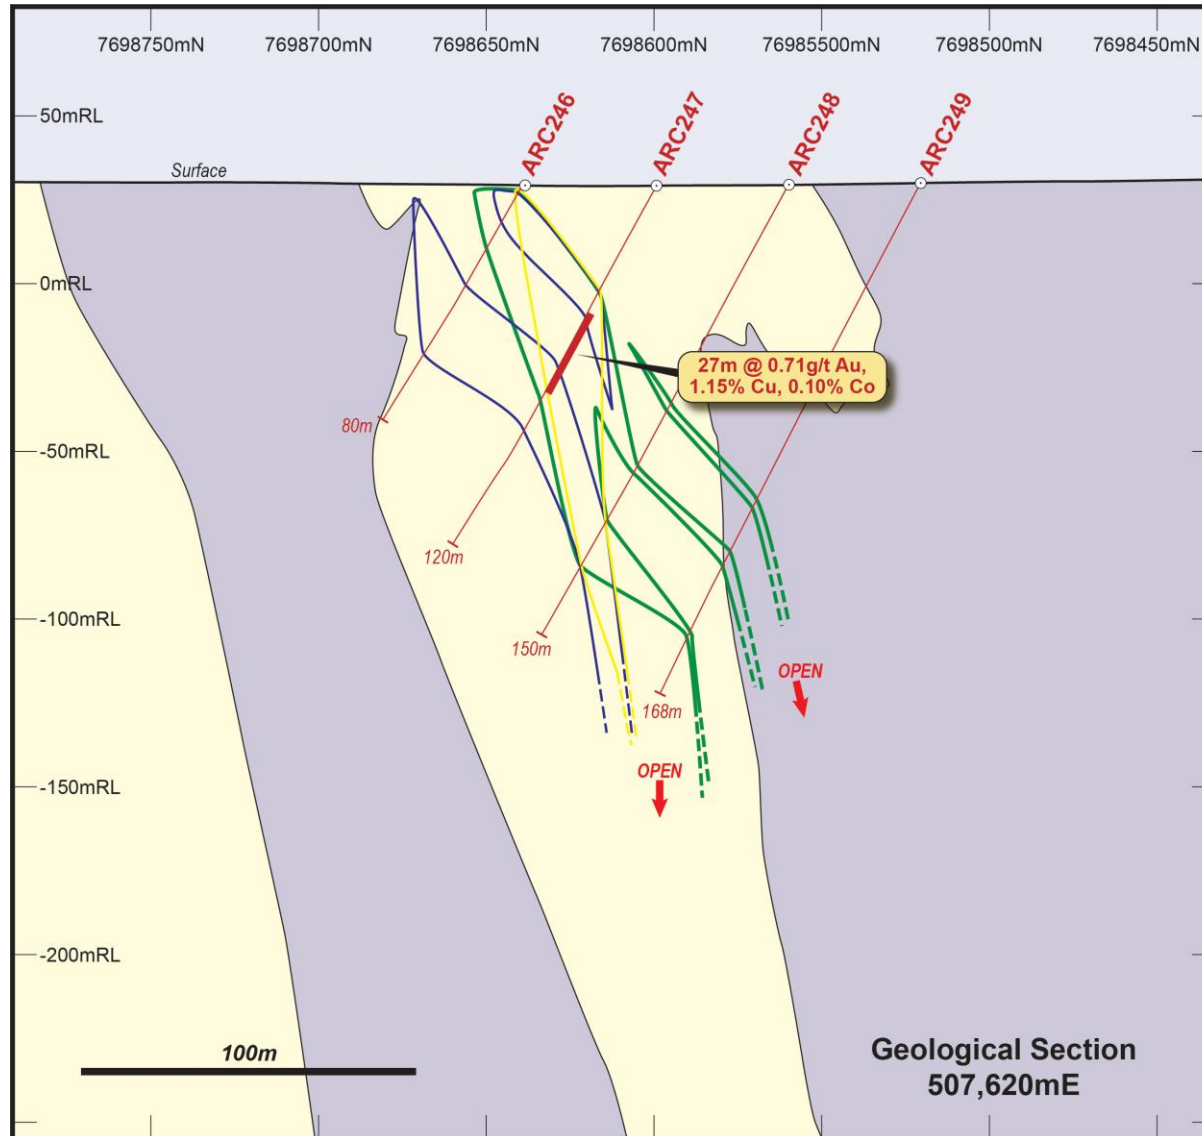 7698750mN 7698700mN 7698650mN 7698600mN 76985500mN 7698500mN 7698450mN
50mRL
ARC246 ARC247 ARC248 ARC249
Surface
0mRL
27m @ 0.71g/t Au,
1.15% Cu, 0.10% Co
80m
-50mRL
120m
-100mRL
150m
OPEN
168m
OPEN
-150mRL
-200mRL
100m
Geological Section
507,620mE